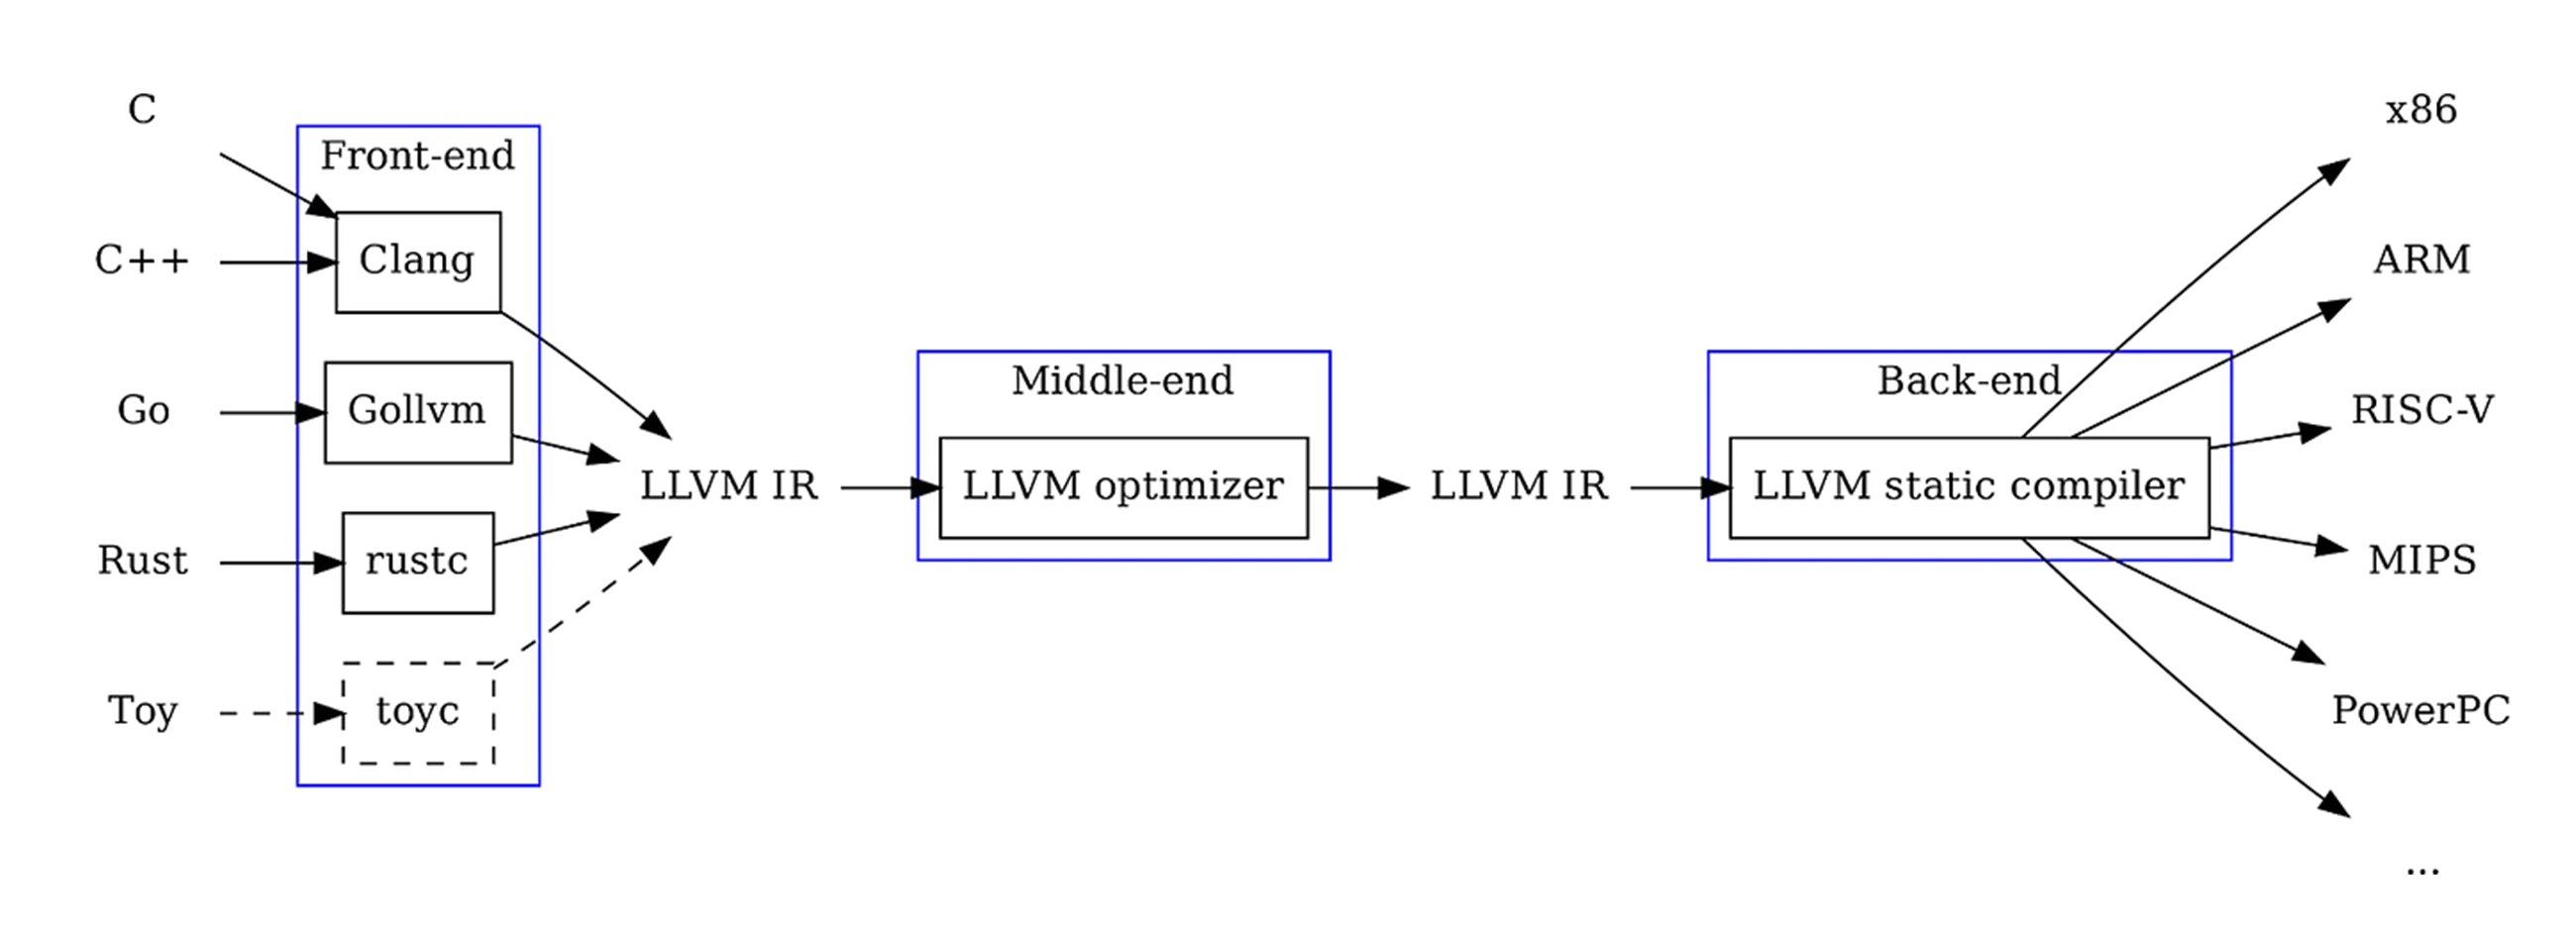 C
C++
Go
Rust
Toy
Front-end
Clang
Gollvm
rustc
toyc
LLVM IR
Middle-end
LLVM optimizer
LLVM IR
Back-end
LLVM static compiler
x86
ARM
RISC-V
MIPS
PowerPC
...